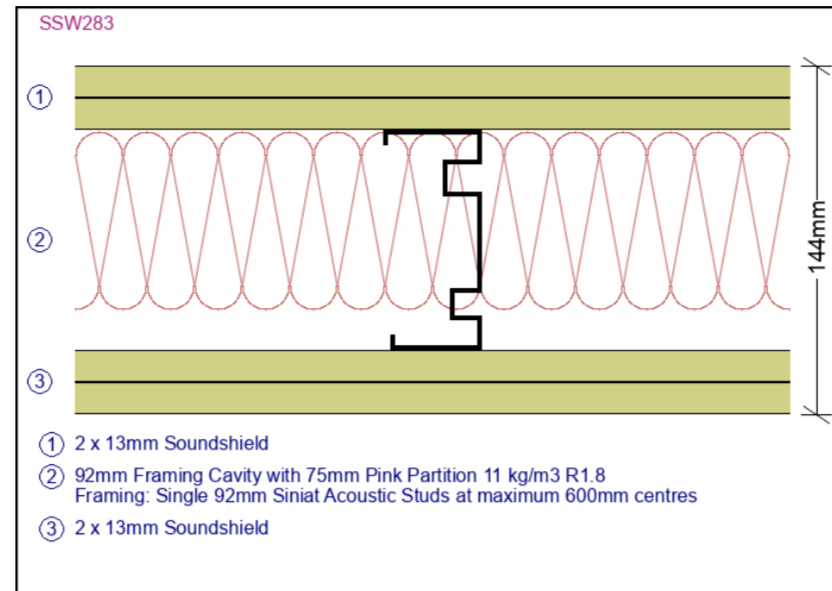 SSW283
1
2
3
144mm
1 2 x 13mm Soundshield
2 92mm Framing Cavity with 75mm Pink Partition 11 kg/m3 R1.8
Framing: Single 92mm Siniat Acoustic Studs at maximum 600mm centres
3 2 x 13mm Soundshield